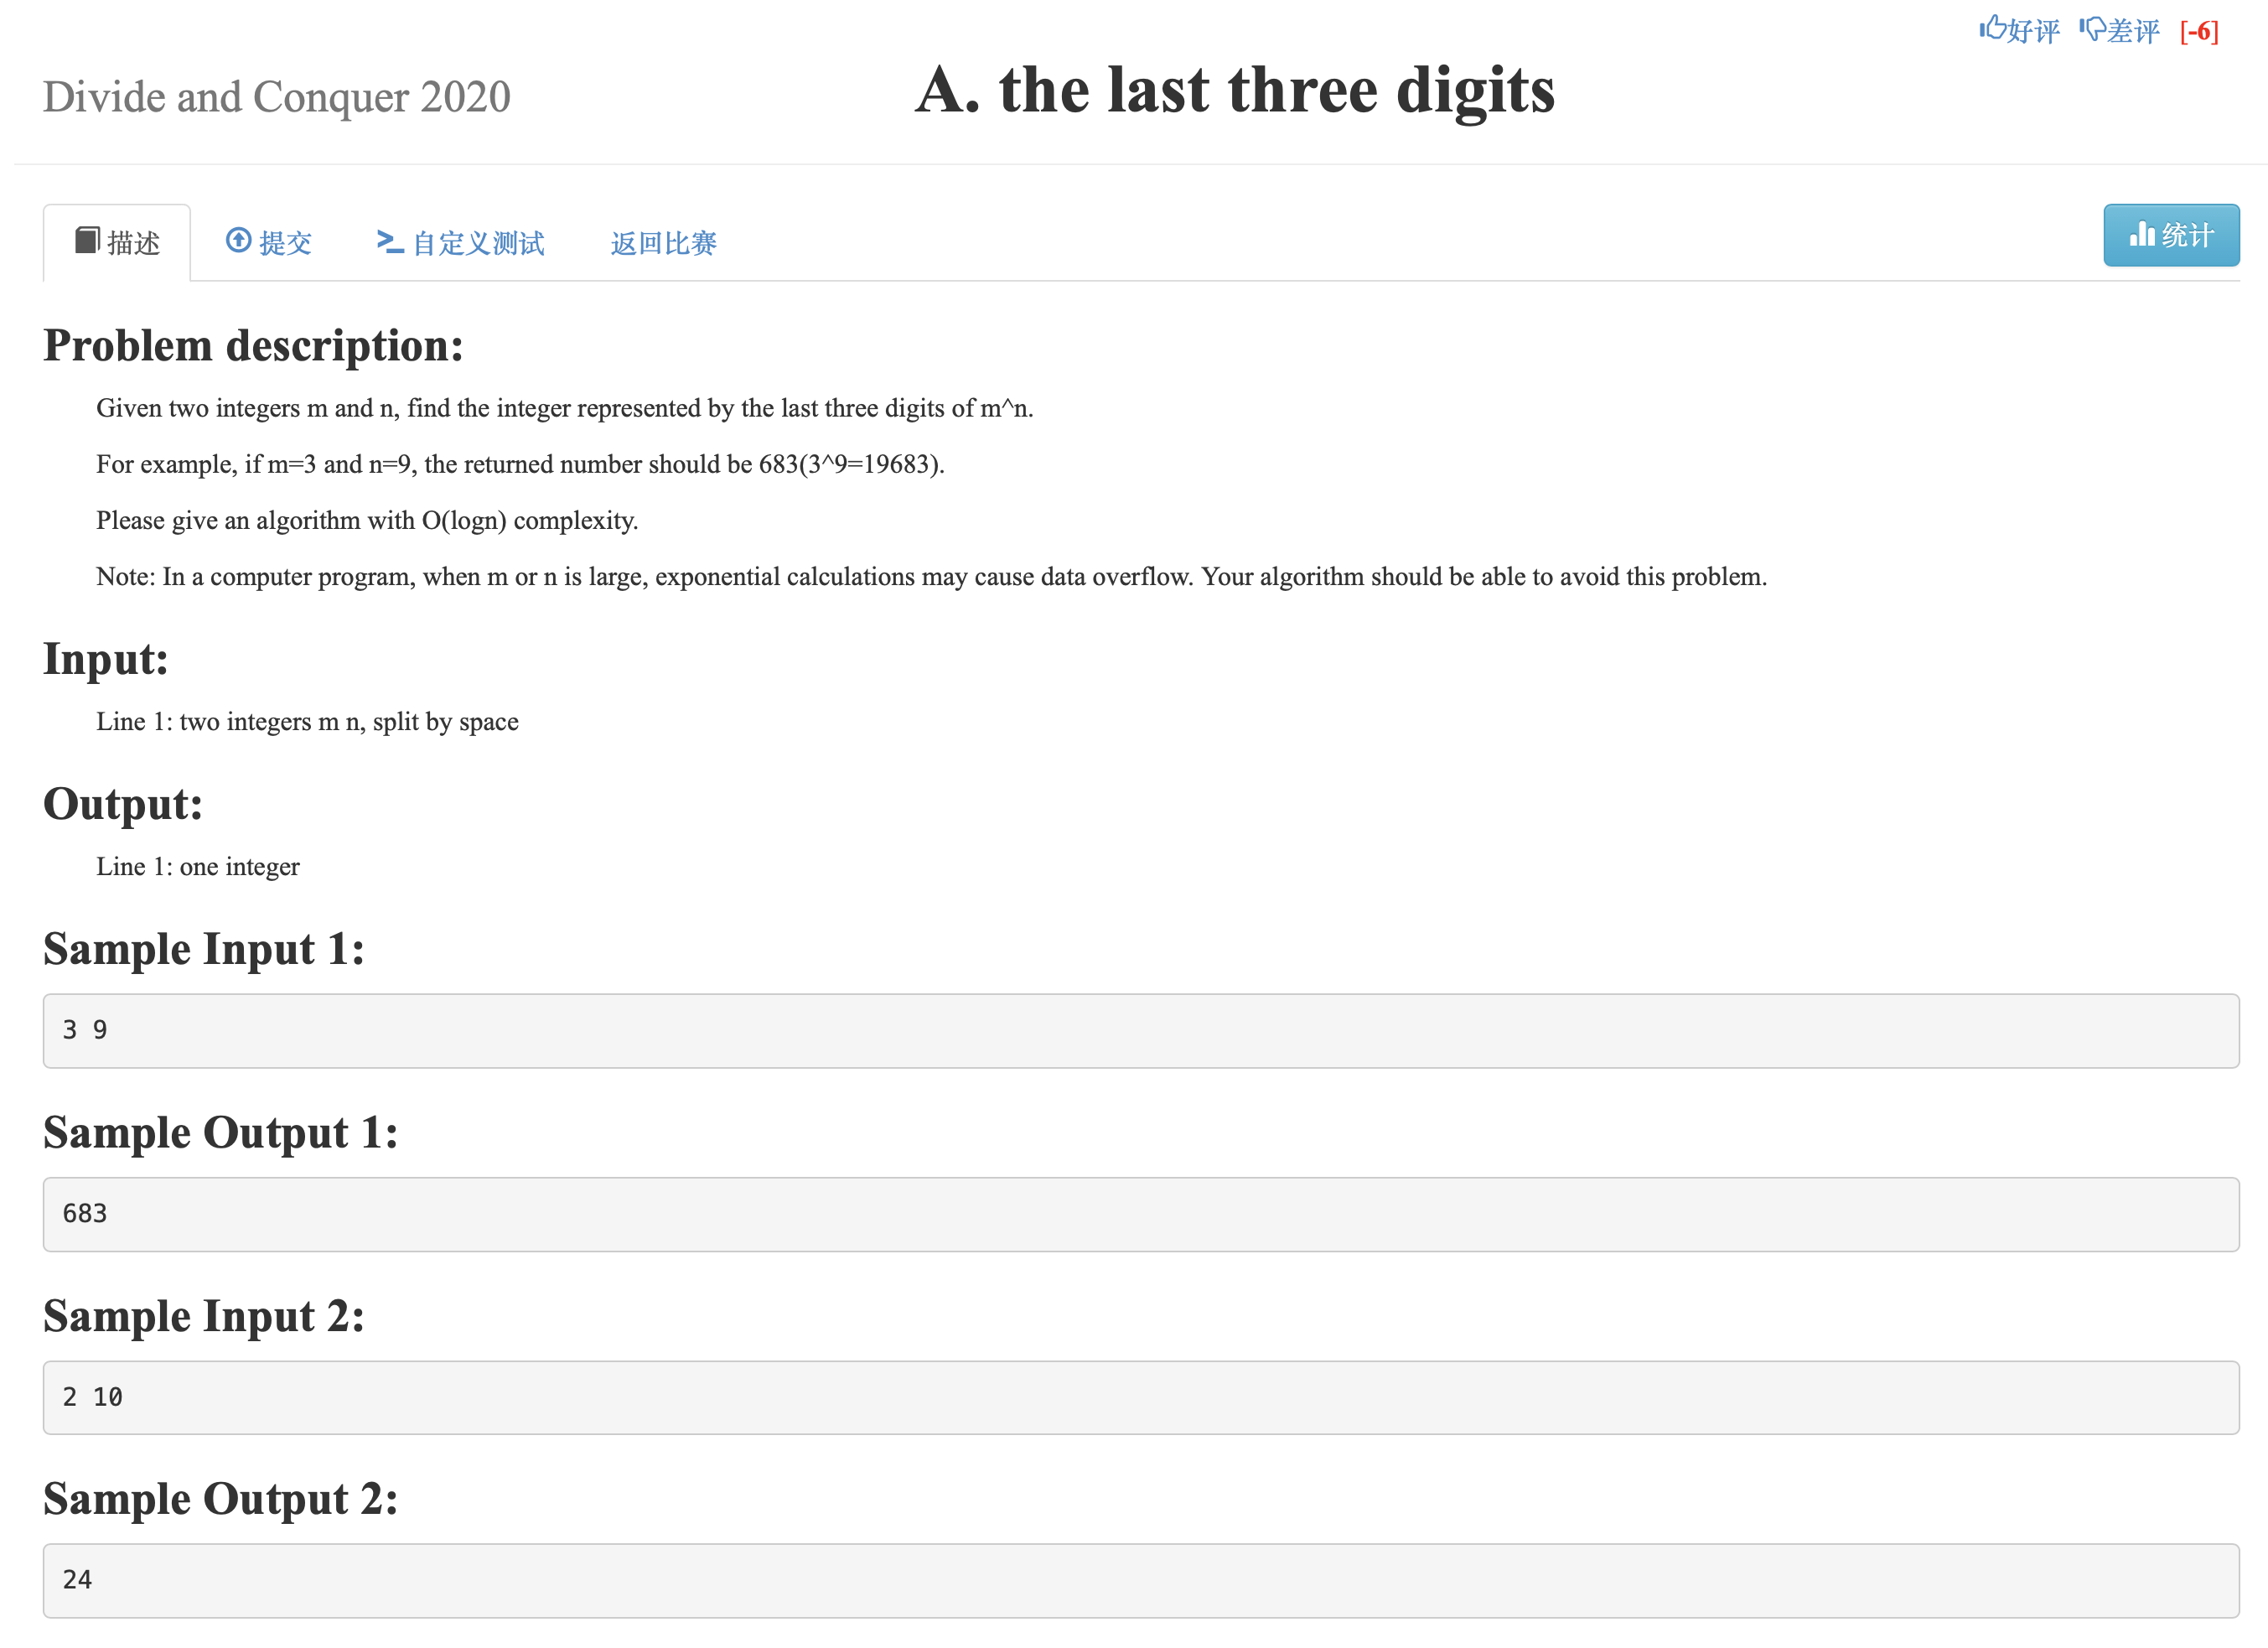 好评 差评 [-6]
Divide and Conquer 2020
A. the last three digits
描述 提交 自定义测试 返回比赛 统计
Problem description:
Given two integers m and n, find the integer represented by the last three digits of m^n.
For example, if m=3 and n=9, the returned number should be 683(3^9=19683).
Please give an algorithm with O(logn) complexity.
Note: In a computer program, when m or n is large, exponential calculations may cause data overflow. Your algorithm should be able to avoid this problem.
Input:
Line 1: two integers m n, split by space
Output:
Line 1: one integer
Sample Input 1:
3 9
Sample Output 1:
683
Sample Input 2:
2 10
Sample Output 2:
24